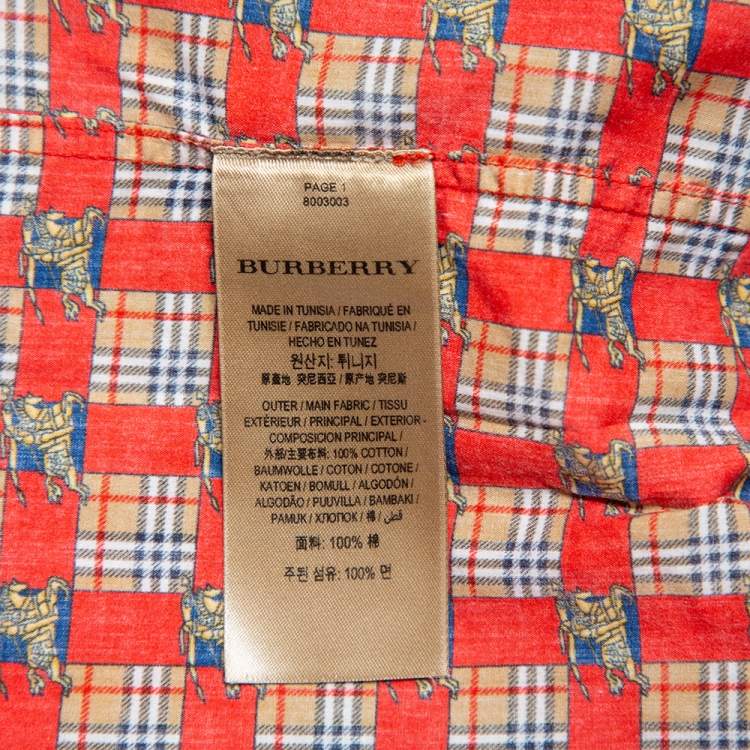 PAGE 1
8003003
BURBERRY
MADE IN TUNISIA / FABRIQUÉ EN
TUNISIE / FABRICADO NA TUNISIA /
HECHO EN TUNEZ
원산지: 튀니지
原產地 突尼西亞 / 原产地 突尼斯
OUTER / MAIN FABRIC / TISSU
EXTÉRIEUR / PRINCIPAL / EXTERIOR -
COMPOSICION PRINCIPAL /
外部/主要布料: 100% COTTON /
BAUMWOLLE / COTON / COTONE /
KATOEN / BOMULL / ALGODÓN /
ALGODÃO / PUUVILLA / BAMBAKI /
PAMUK / ХЛОПОК / 棉 / قطن
面料: 100% 棉
주된 섬유: 100% 면